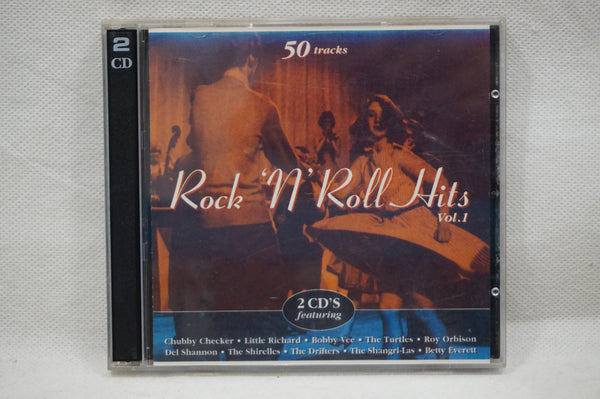 2
CD
50 tracks
Rock 'N' Roll Hits
Vol.1
2 CD'S
featuring
Chubby Checker • Little Richard • Bobby Vee • The Turtles • Roy Orbison
Del Shannon • The Shirelles • The Drifters • The Shangri-Las • Betty Everett